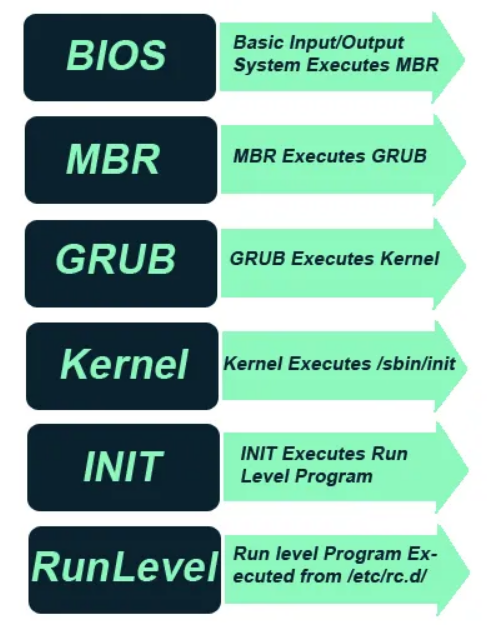 BIOS
Basic Input/Output
System Executes MBR
MBR
MBR Executes GRUB
GRUB
GRUB Executes Kernel
Kernel
Kernel Executes /sbin/init
INIT
INIT Executes Run
Level Program
RunLevel
Run level Program Ex-
ecuted from /etc/rc.d/